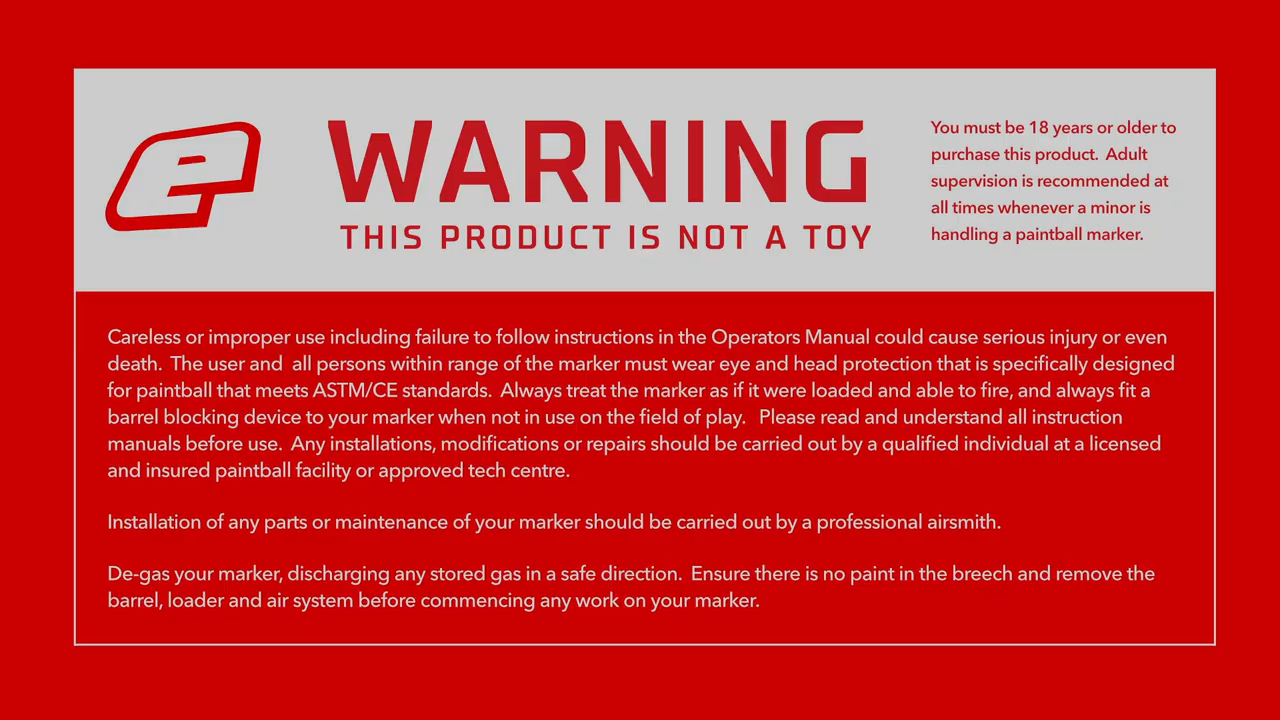 e
WARNING
THIS PRODUCT IS NOT A TOY
You must be 18 years or older to
purchase this product.  Adult
supervision is recommended at
all times whenever a minor is
handling a paintball marker.
Careless or improper use including failure to follow instructions in the Operators Manual could cause serious injury or even
death.  The user and  all persons within range of the marker must wear eye and head protection that is specifically designed
for paintball that meets ASTM/CE standards.  Always treat the marker as if it were loaded and able to fire, and always fit a
barrel blocking device to your marker when not in use on the field of play.   Please read and understand all instruction
manuals before use.  Any installations, modifications or repairs should be carried out by a qualified individual at a licensed
and insured paintball facility or approved tech centre.
Installation of any parts or maintenance of your marker should be carried out by a professional airsmith.
De-gas your marker, discharging any stored gas in a safe direction.  Ensure there is no paint in the breech and remove the
barrel, loader and air system before commencing any work on your marker.